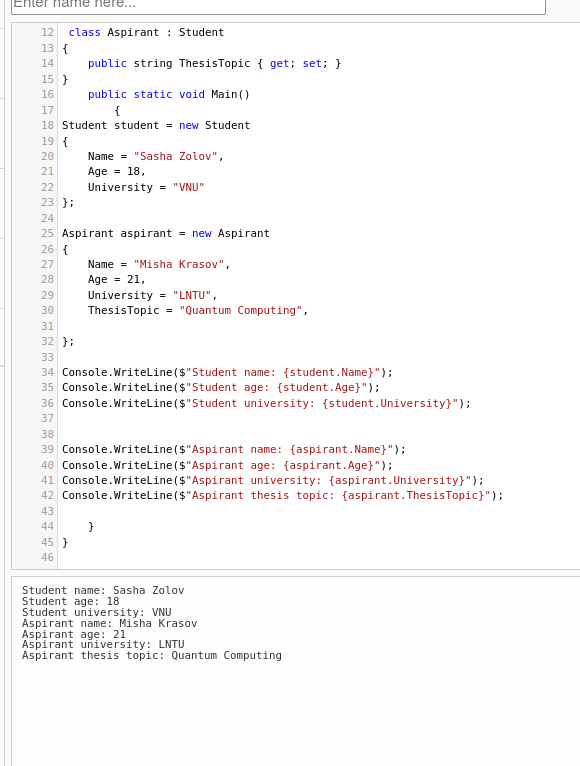 Enter name here...
12 class Aspirant : Student
13 {
14 public string ThesisTopic { get; set; }
15 }
16 public static void Main()
17 {
18 Student student = new Student
19 {
20 Name = "Sasha Zolov",
21 Age = 18,
22 University = "VNU"
23 };
24
25 Aspirant aspirant = new Aspirant
26 {
27 Name = "Misha Krasov",
28 Age = 21,
29 University = "LNTU",
30 ThesisTopic = "Quantum Computing",
31
32 };
33
34 Console.WriteLine($"Student name: {student.Name}");
35 Console.WriteLine($"Student age: {student.Age}");
36 Console.WriteLine($"Student university: {student.University}");
37
38
39 Console.WriteLine($"Aspirant name: {aspirant.Name}");
40 Console.WriteLine($"Aspirant age: {aspirant.Age}");
41 Console.WriteLine($"Aspirant university: {aspirant.University}");
42 Console.WriteLine($"Aspirant thesis topic: {aspirant.ThesisTopic}");
43
44 }
45 }
46
Student name: Sasha Zolov
Student age: 18
Student university: VNU
Aspirant name: Misha Krasov
Aspirant age: 21
Aspirant university: LNTU
Aspirant thesis topic: Quantum Computing